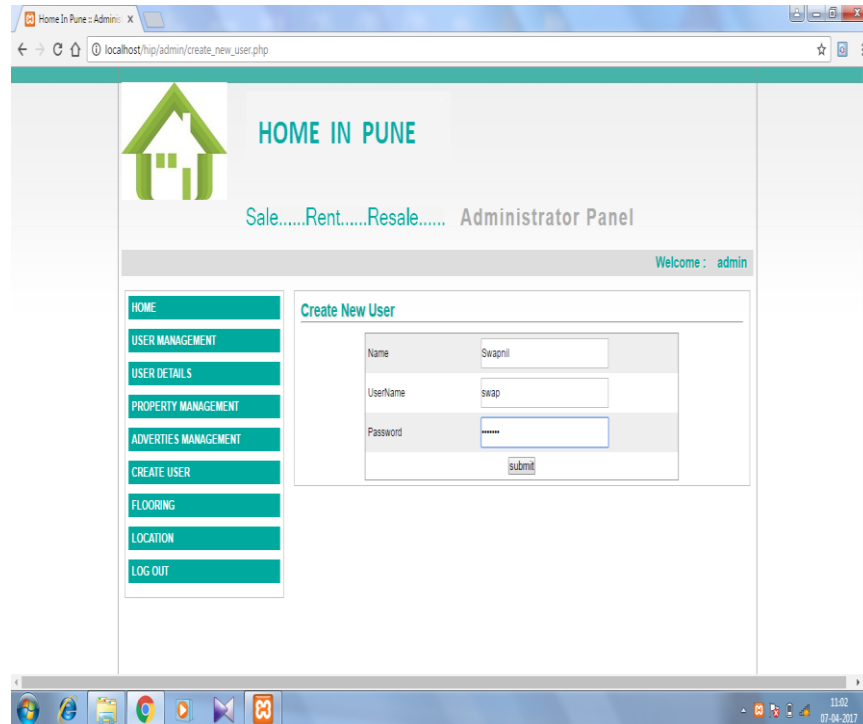 Home In Pune :: Adminis
localhost/hip/admin/create_new_user.php
HOME IN PUNE
Sale......Rent......Resale...... Administrator Panel
Welcome : admin
HOME
USER MANAGEMENT
USER DETAILS
PROPERTY MANAGEMENT
ADVERTIES MANAGEMENT
CREATE USER
FLOORING
LOCATION
LOG OUT
Create New User
Name Swapnil
UserName swap
Password •••••••
submit
11:02
07-04-2017